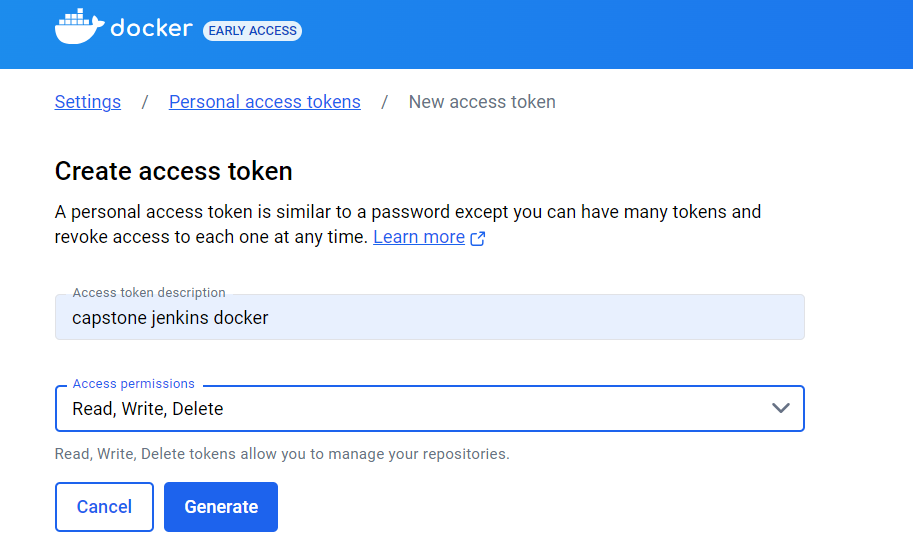 docker EARLY ACCESS
Settings / Personal access tokens / New access token
Create access token
A personal access token is similar to a password except you can have many tokens and
revoke access to each one at any time. Learn more
Access token description
capstone jenkins docker
Access permissions
Read, Write, Delete
Read, Write, Delete tokens allow you to manage your repositories.
Cancel Generate